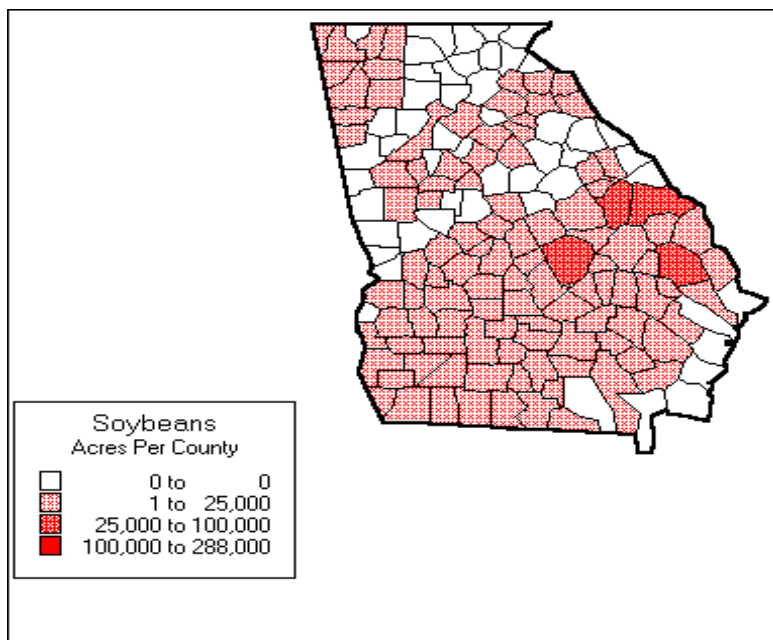 Soybeans
Acres Per County
0 to 0
1 to 25,000
25,000 to 100,000
100,000 to 288,000